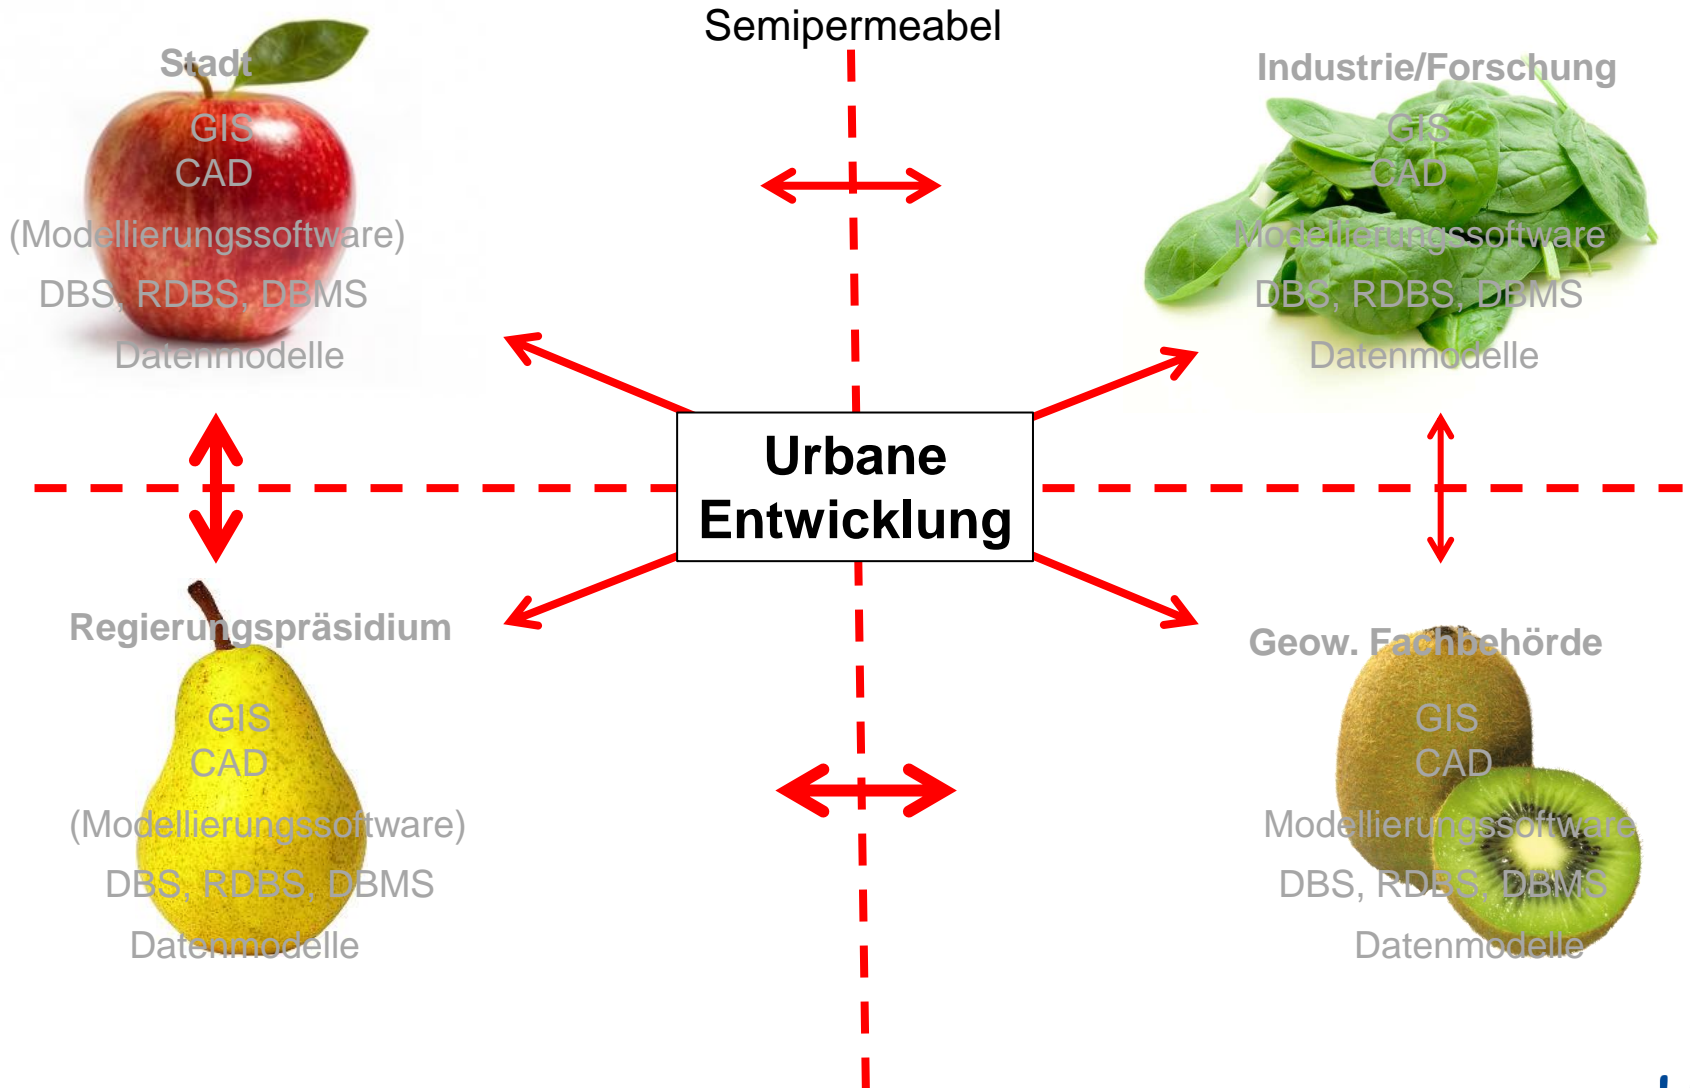 Semipermeabel
Stadt
GIS
CAD
(Modellierungssoftware)
DBS, RDBS, DBMS
Datenmodelle
Industrie/Forschung
GIS
CAD
Modellierungssoftware
DBS, RDBS, DBMS
Datenmodelle
Urbane
Entwicklung
Regierungspräsidium
GIS
CAD
(Modellierungssoftware)
DBS, RDBS, DBMS
Datenmodelle
Geow. Fachbehörde
GIS
CAD
Modellierungssoftware
DBS, RDBS, DBMS
Datenmodelle